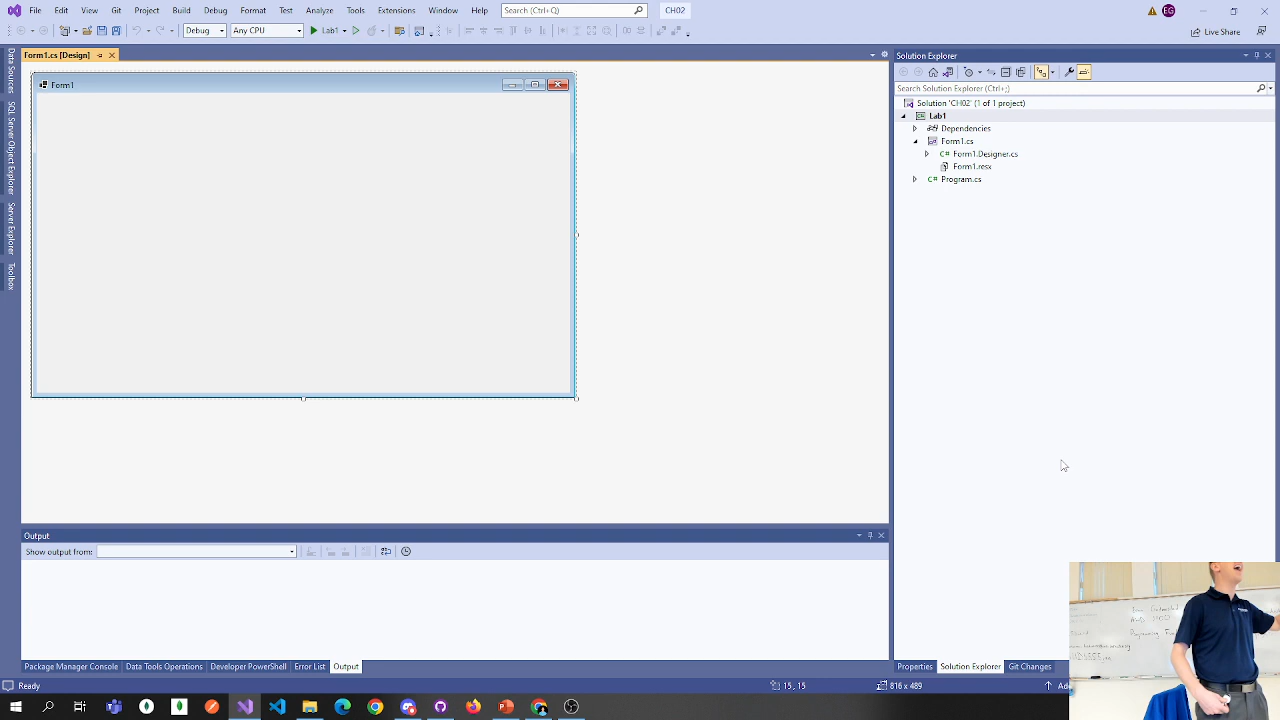 File Edit View Git Project Build Debug Test Analyze Tools Extensions Window Help Search (Ctrl+Q) CH02 EG
Debug Any CPU Lab1 Live Share
Form1.cs [Design]
Solution Explorer
Data Sources
SQL Server Object Explorer
Server Explorer
Toolbox
Form1
Search Solution Explorer (Ctrl+;)
Solution 'CH02' (1 of 1 project)
Lab1
Dependencies
Form1.cs
Form1.Designer.cs
Form1.resx
Program.cs
Output
Show output from:
Package Manager Console Data Tools Operations Developer PowerShell Error List Output
Properties Solution Explorer Git Changes
Ready 15, 15 816 x 489 Ad
Programming